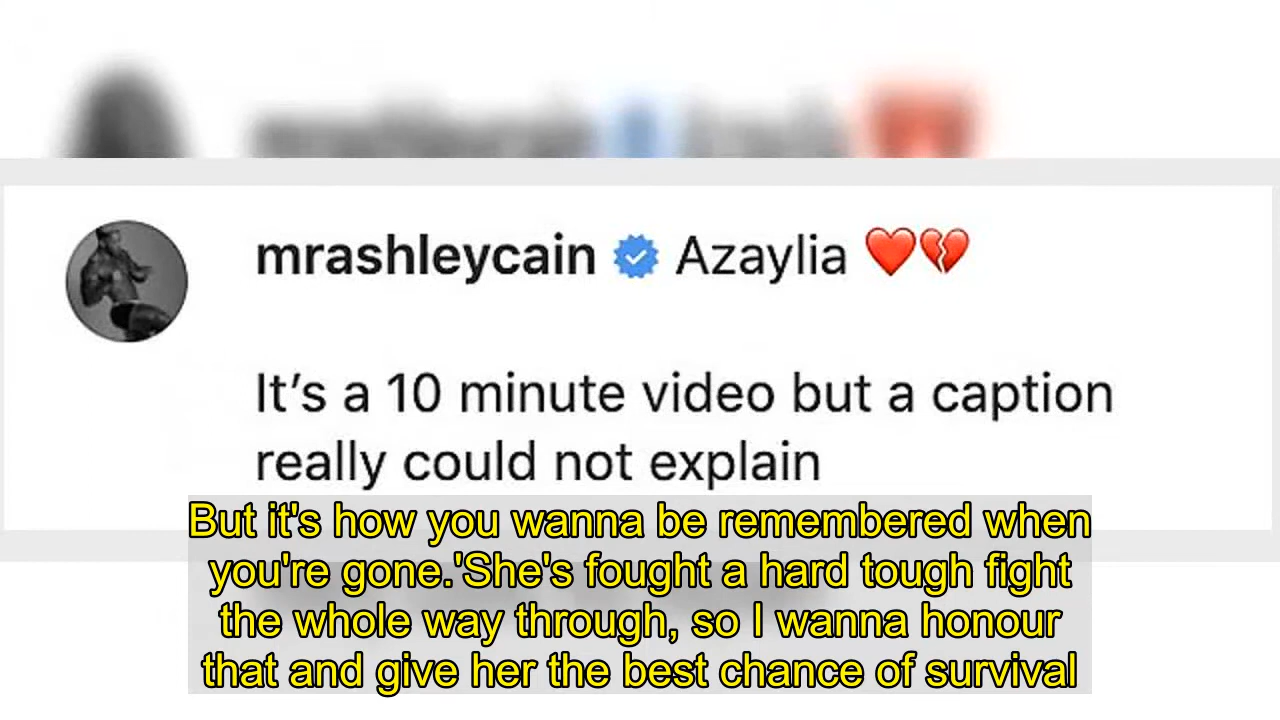 mrashleycain Azaylia ❤️💔
It's a 10 minute video but a caption
really could not explain
But it's how you wanna be remembered when
you're gone.'She's fought a hard tough fight
the whole way through, so I wanna honour
that and give her the best chance of survival